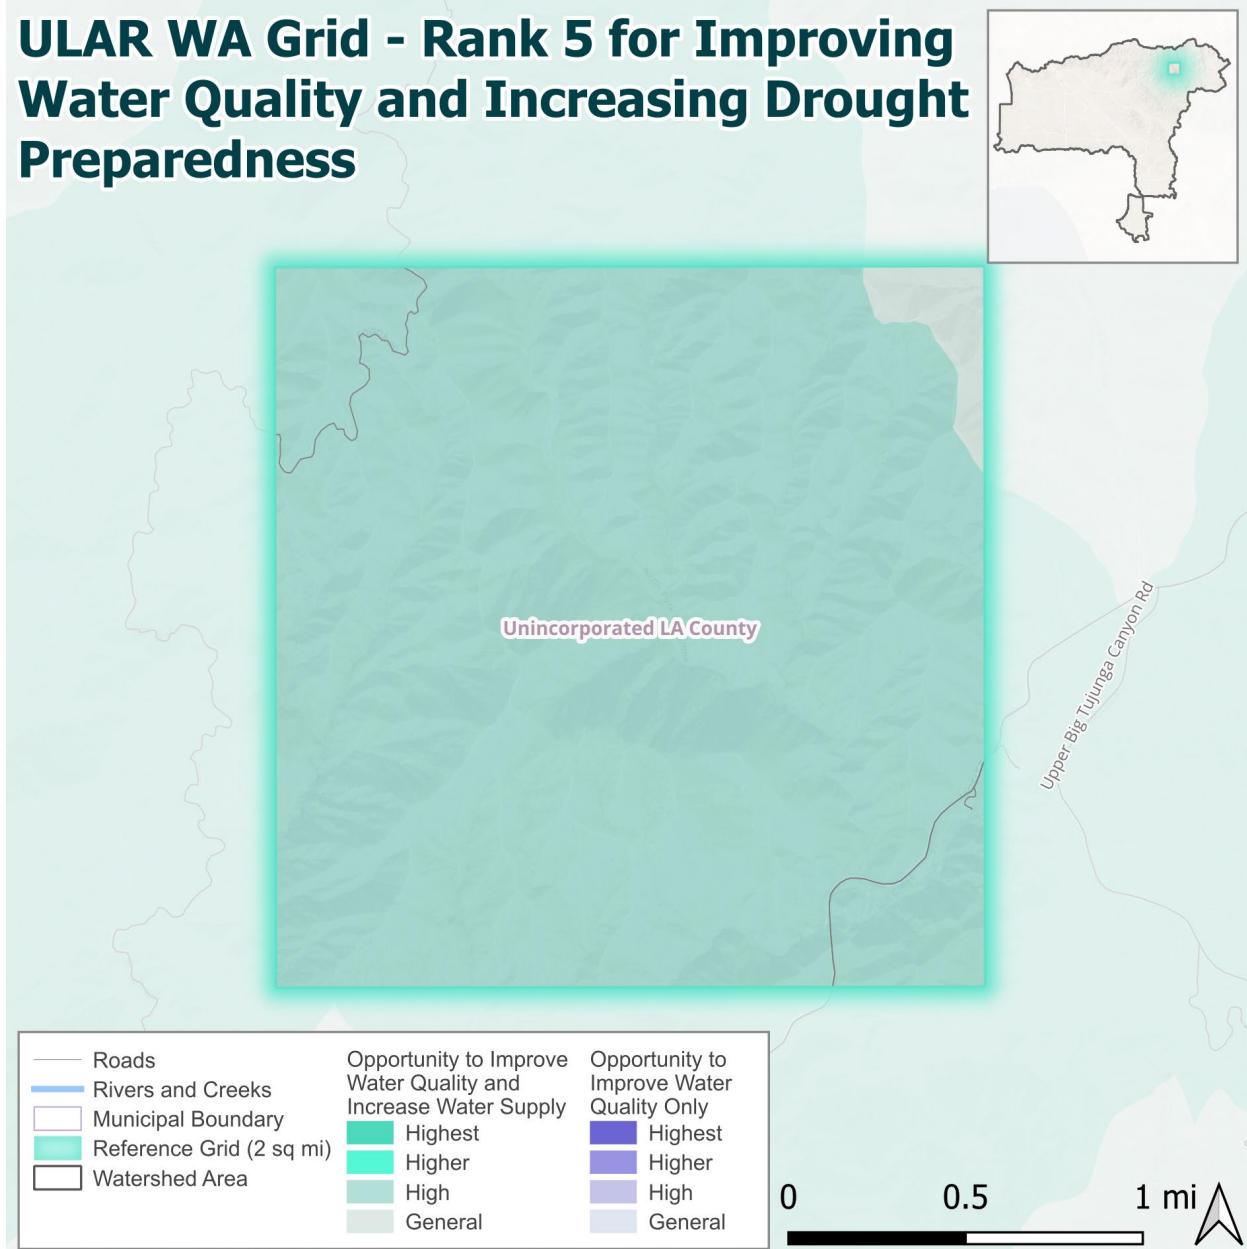 ULAR WA Grid - Rank 5 for Improving
Water Quality and Increasing Drought
Preparedness
Unincorporated LA County
Upper Big Tujunga Canyon Rd
Roads
Rivers and Creeks
Municipal Boundary
Reference Grid (2 sq mi)
Watershed Area
Opportunity to Improve
Water Quality and
Increase Water Supply
Highest
Higher
High
General
Opportunity to
Improve Water
Quality Only
Highest
Higher
High
General
0 0.5 1 mi